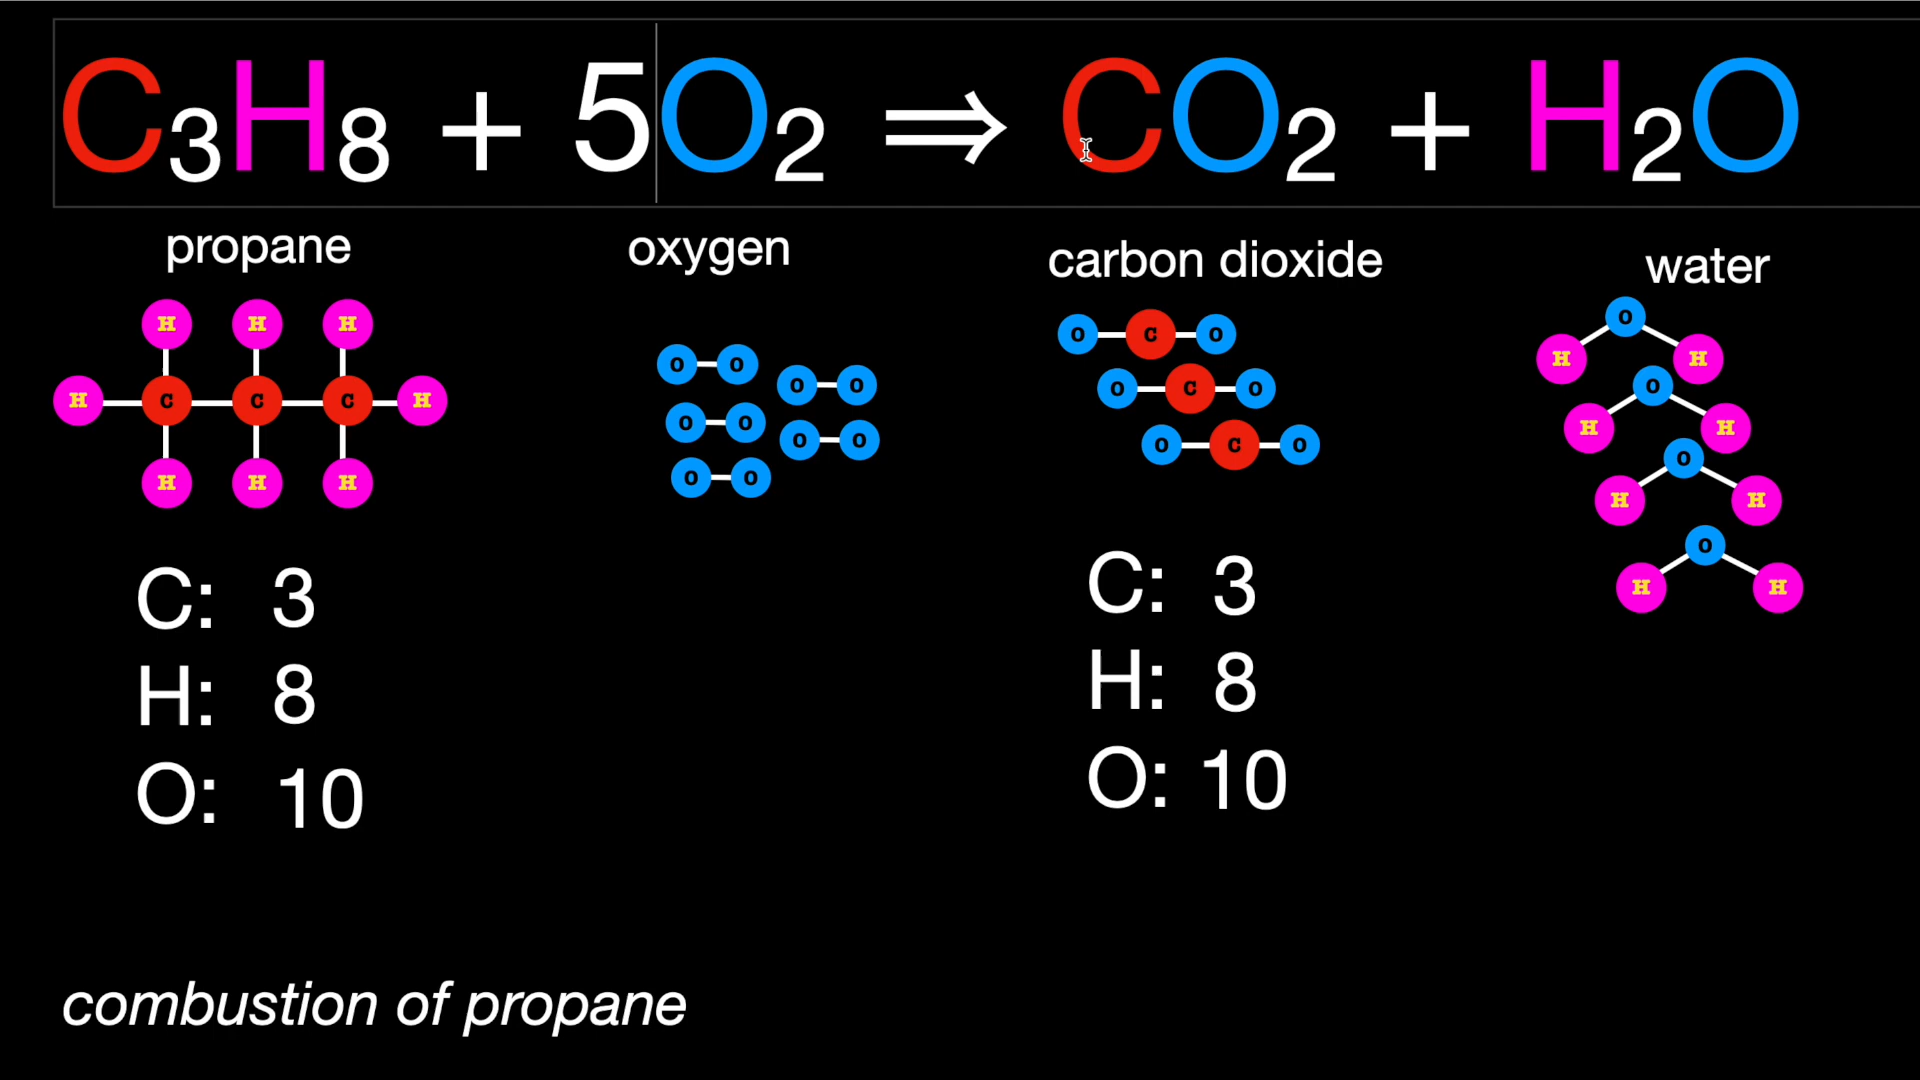 C3H8 + 5O2 ⇒ CO2 + H2O
propane
oxygen
carbon dioxide
water
H H H
H C C C H
H H H
O O
O O
O O
O O
O O
O C O
O C O
O C O
O
H H
O
H H
O
H H
O
H H
C: 3
H: 8
O: 10
C: 3
H: 8
O: 10
combustion of propane